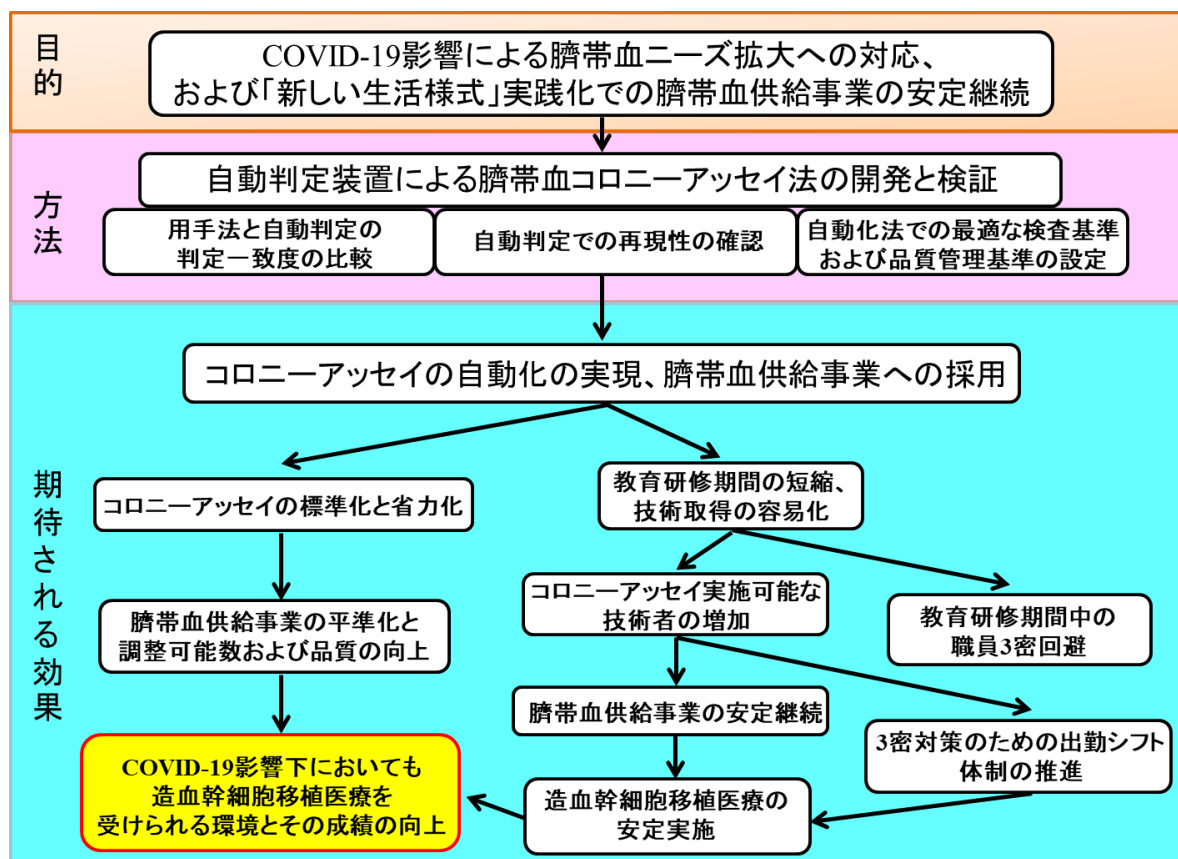 目的
COVID-19影響による臍帯血ニーズ拡大への対応、
および「新しい生活様式」実践化での臍帯血供給事業の安定継続
方法
自動判定装置による臍帯血コロニーアッセイ法の開発と検証
用手法と自動判定の
判定一致度の比較
自動判定での再現性の確認
自動化法での最適な検査基準
および品質管理基準の設定
期待される効果
コロニーアッセイの自動化の実現、臍帯血供給事業への採用
コロニーアッセイの標準化と省力化
教育研修期間の短縮、
技術取得の容易化
コロニーアッセイ実施可能な
技術者の増加
教育研修期間中の
職員3密回避
臍帯血供給事業の平準化と
調整可能数および品質の向上
臍帯血供給事業の安定継続
3密対策のための出勤シフト
体制の推進
COVID-19影響下においても
造血幹細胞移植医療を
受けられる環境とその成績の向上
造血幹細胞移植医療の
安定実施